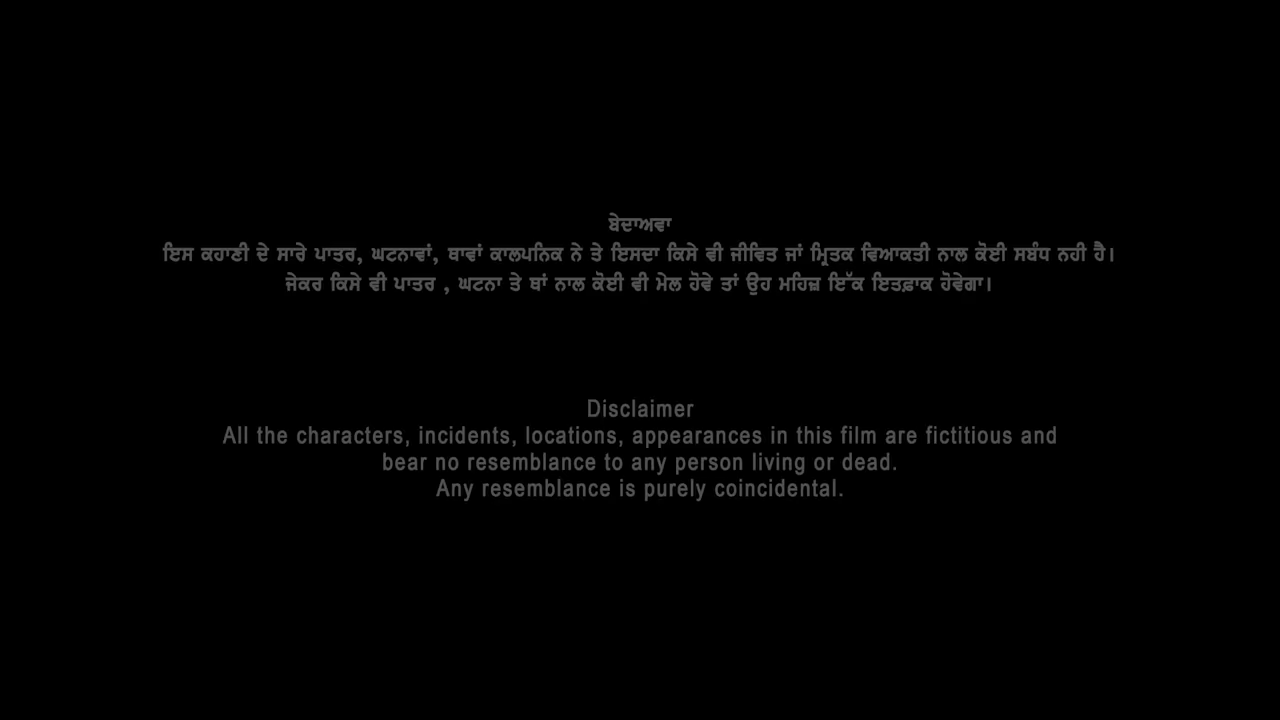 ਬੇਦਾਅਵਾ
ਇਸ ਕਹਾਣੀ ਦੇ ਸਾਰੇ ਪਾਤਰ, ਘਟਨਾਵਾਂ, ਥਾਵਾਂ ਕਾਲਪਨਿਕ ਨੇ ਤੇ ਇਸਦਾ ਕਿਸੇ ਵੀ ਜੀਵਿਤ ਜਾਂ ਮ੍ਰਿਤਕ ਵਿਆਕਤੀ ਨਾਲ ਕੋਈ ਸਬੰਧ ਨਹੀ ਹੈ।
ਜੇਕਰ ਕਿਸੇ ਵੀ ਪਾਤਰ , ਘਟਨਾ ਤੇ ਥਾਂ ਨਾਲ ਕੋਈ ਵੀ ਮੇਲ ਹੋਵੇ ਤਾਂ ਉਹ ਮਹਿਜ਼ ਇੱਕ ਇਤਫ਼ਾਕ ਹੋਵੇਗਾ।
Disclaimer
All the characters, incidents, locations, appearances in this film are fictitious and
bear no resemblance to any person living or dead.
Any resemblance is purely coincidental.